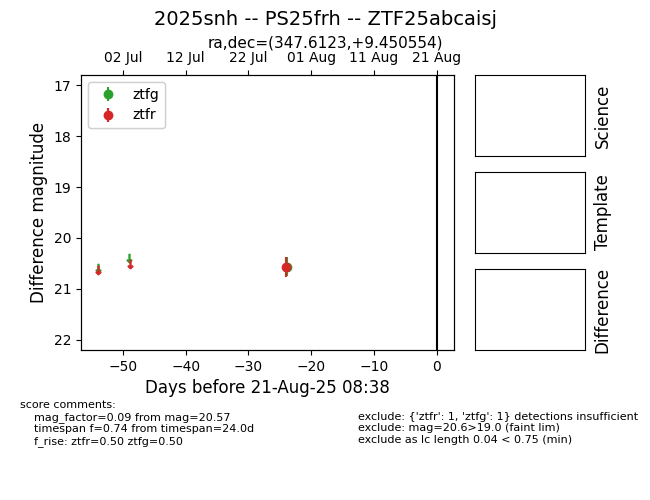 2025snh -- PS25frh -- ZTF25abcaisj
ra,dec=(347.6123,+9.450554)
02 Jul 12 Jul 22 Jul 01 Aug 11 Aug 21 Aug
ztfg
ztfr
17
18
19
20
21
22
Difference magnitude
−50 −40 −30 −20 −10 0
Days before 21-Aug-25 08:38
Science
Template
Difference
score comments:
mag_factor=0.09 from mag=20.57
timespan f=0.74 from timespan=24.0d
f_rise: ztfr=0.50 ztfg=0.50
exclude: {'ztfr': 1, 'ztfg': 1} detections insufficient
exclude: mag=20.6>19.0 (faint lim)
exclude as lc length 0.04 < 0.75 (min)